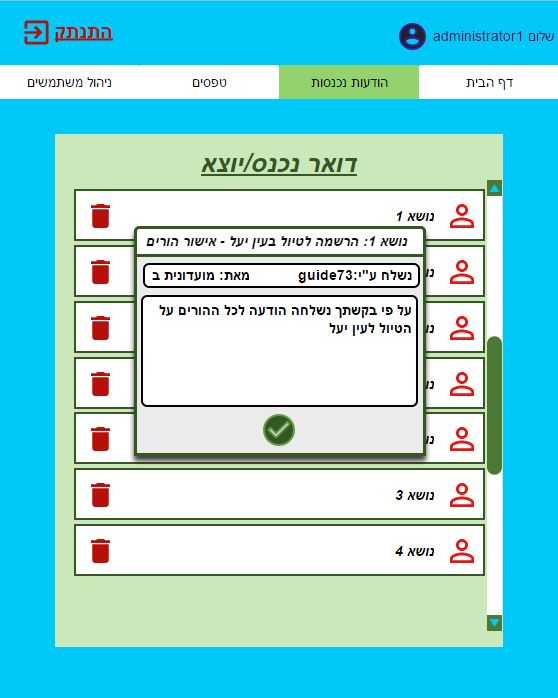 שלום administrator1
התנתק
דף הבית
הודעות נכנסות
טפסים
ניהול משתמשים
דואר נכנס/יוצא
נושא 1
נושא 1: הרשמה לטיול בעין יעל - אישור הורים
נשלח ע"י:guide73 מאת: מועדונית ב
על פי בקשתך נשלחה הודעה לכל ההורים על
הטיול לעין יעל
נושא 3
נושא 4